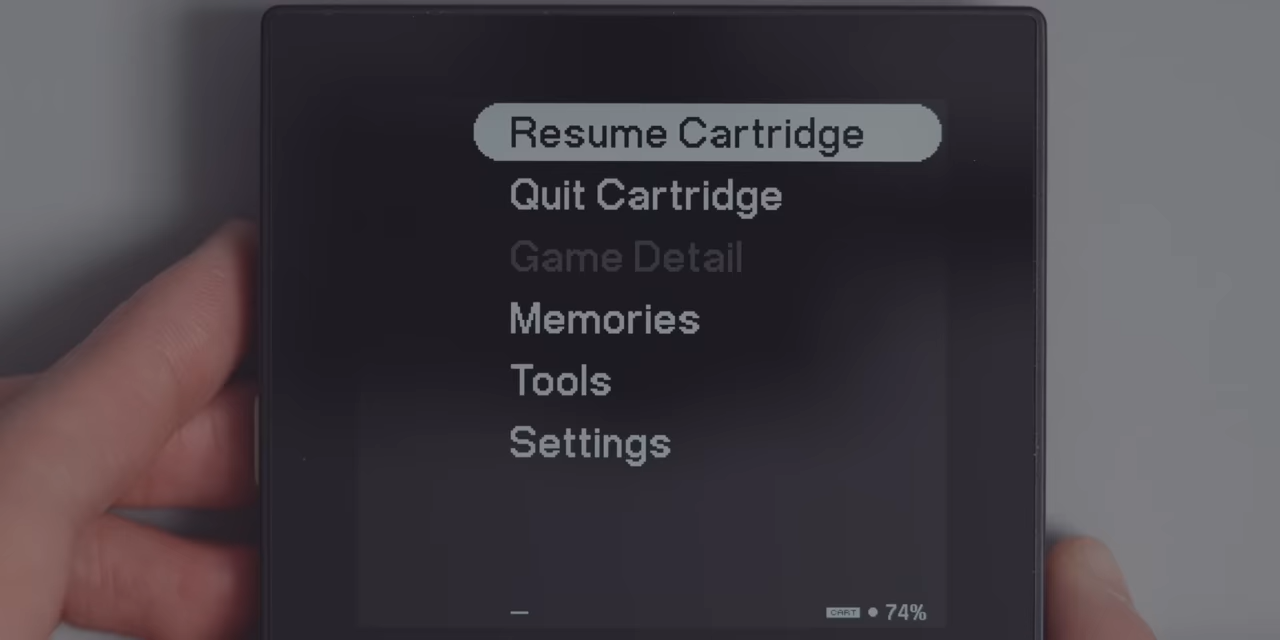 Resume Cartridge
Quit Cartridge
Game Detail
Memories
Tools
Settings
CART 74%